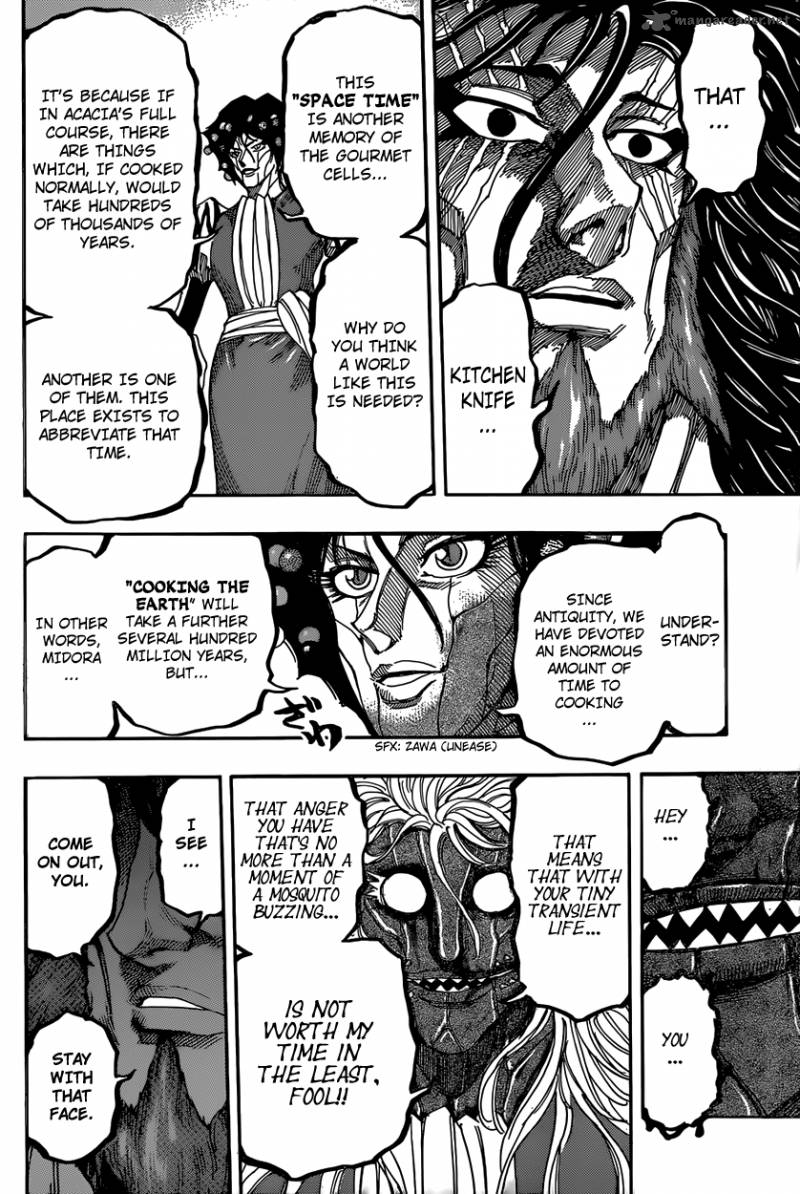 mangareader.net
THAT
...
KITCHEN
KNIFE
...
THIS
"SPACE TIME"
IS ANOTHER
MEMORY OF
THE GOURMET
CELLS...
WHY DO
YOU THINK
A WORLD
LIKE THIS
IS NEEDED?
IT'S BECAUSE IF
IN ACACIA'S FULL
COURSE, THERE
ARE THINGS
WHICH, IF COOKED
NORMALLY, WOULD
TAKE HUNDREDS
OF THOUSANDS OF
YEARS.
ANOTHER IS ONE
OF THEM. THIS
PLACE EXISTS TO
ABBREVIATE THAT
TIME.
UNDER-
STAND?
SINCE
ANTIQUITY, WE
HAVE DEVOTED
AN ENORMOUS
AMOUNT OF
TIME TO
COOKING
...
"COOKING THE
EARTH" WILL
TAKE A FURTHER
SEVERAL HUNDRED
MILLION YEARS,
BUT...
IN OTHER
WORDS,
MIDORA
...
ざわ
SFX: ZAWA (UNEASE)
HEY
...
YOU
...
THAT
MEANS
THAT WITH
YOUR TINY
TRANSIENT
LIFE...
THAT ANGER
YOU HAVE
THAT'S NO
MORE THAN A
MOMENT OF
A MOSQUITO
BUZZING...
IS NOT
WORTH MY
TIME IN
THE LEAST,
FOOL!!
I
SEE
...
COME
ON OUT,
YOU.
STAY
WITH
THAT
FACE.